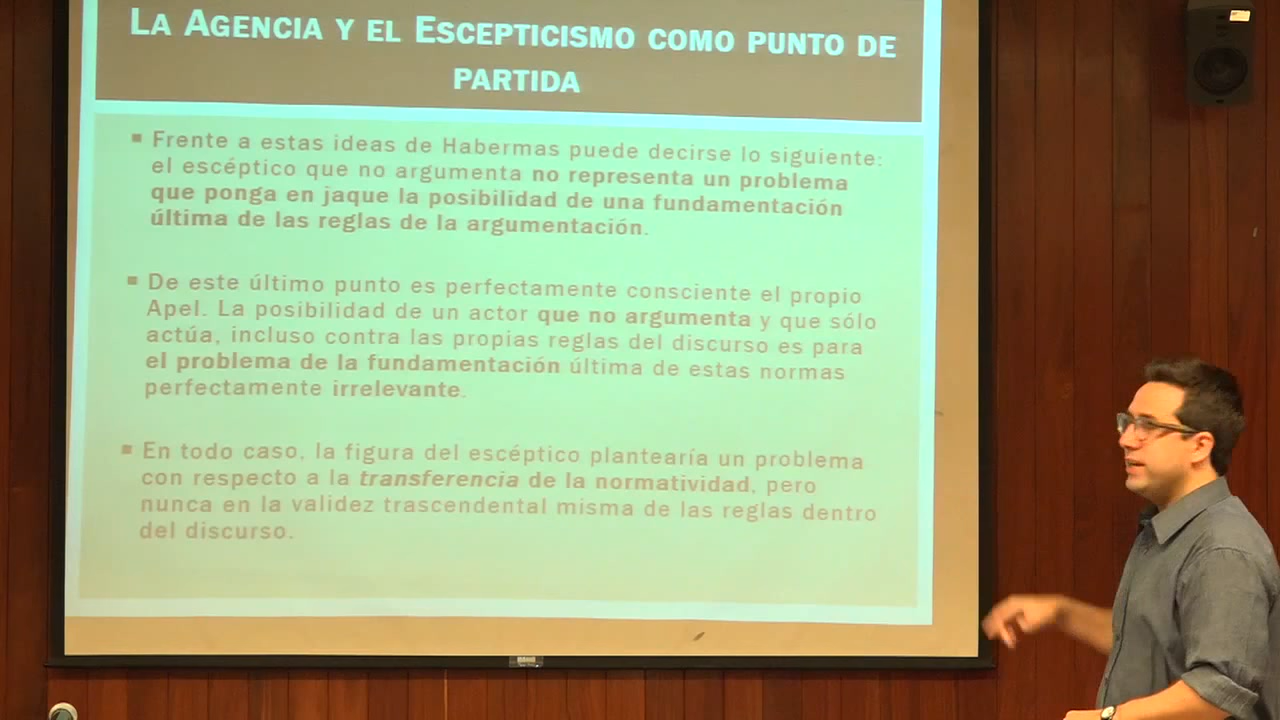 La Agencia y el Escepticismo como punto de
partida
▪ Frente a estas ideas de Habermas puede decirse lo siguiente:
el escéptico que no argumenta no representa un problema
que ponga en jaque la posibilidad de una fundamentación
última de las reglas de la argumentación.
▪ De este último punto es perfectamente consciente el propio
Apel. La posibilidad de un actor que no argumenta y que sólo
actúa, incluso contra las propias reglas del discurso es para
el problema de la fundamentación última de estas normas
perfectamente irrelevante.
▪ En todo caso, la figura del escéptico plantearía un problema
con respecto a la transferencia de la normatividad, pero
nunca en la validez trascendental misma de las reglas dentro
del discurso.